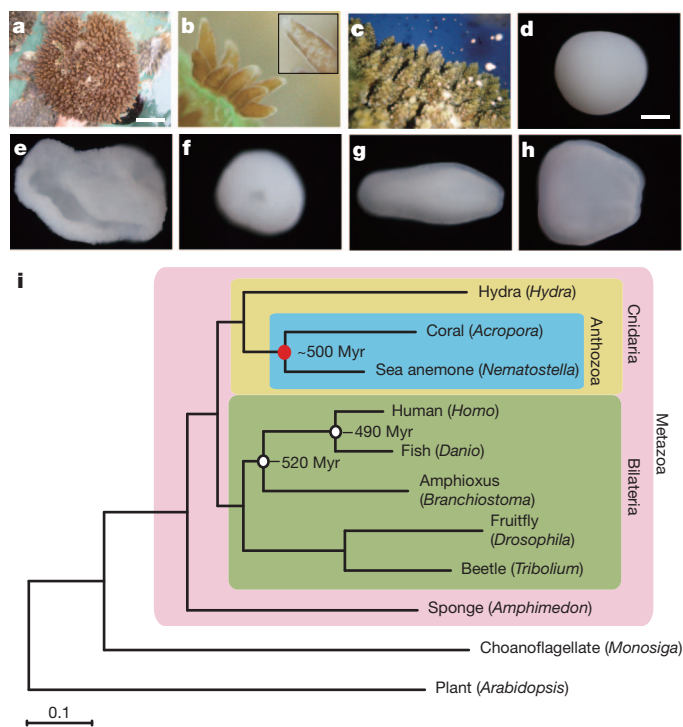 a
b
c
d
e
f
g
h
i
Hydra (Hydra)
Coral (Acropora)
~500 Myr
Sea anemone (Nematostella)
Anthozoa
Cnidaria
Human (Homo)
490 Myr
Fish (Danio)
520 Myr
Amphioxus
(Branchiostoma)
Fruitfly
(Drosophila)
Beetle (Tribolium)
Bilateria
Metazoa
Sponge (Amphimedon)
Choanoflagellate (Monosiga)
Plant (Arabidopsis)
0.1